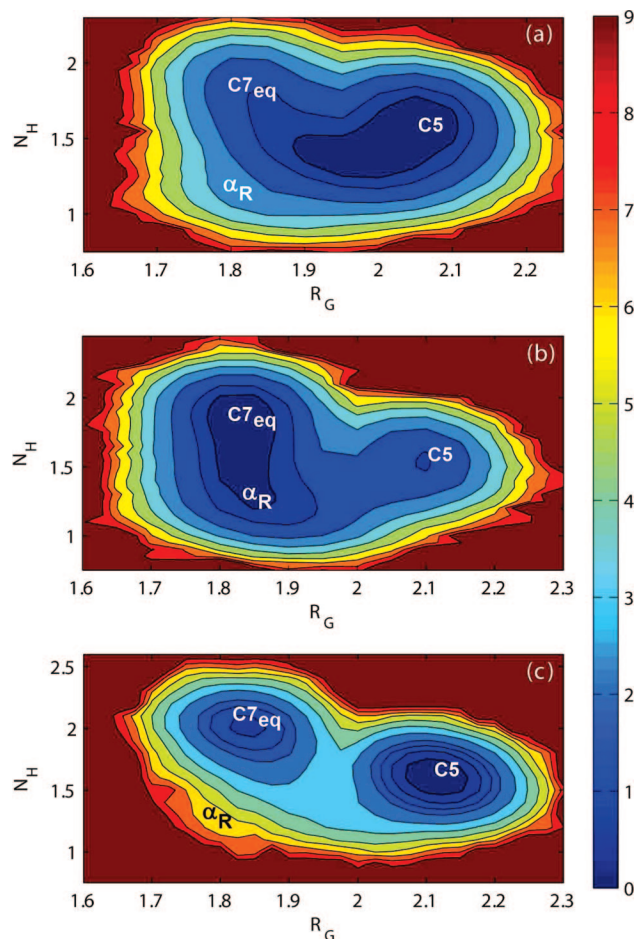 (a)
9
2
C7eq
8
N_H
1.5
C5
α_R
1
7
1.6 1.7 1.8 1.9 2 2.1 2.2
R_G
6
(b)
2
C7eq
5
N_H
1.5
C5
α_R
4
1
1.6 1.7 1.8 1.9 2 2.1 2.2 2.3
R_G
3
2.5
(c)
2
C7eq
2
N_H
1.5
C5
α_R
1
1
1.6 1.7 1.8 1.9 2 2.1 2.2 2.3
R_G
0